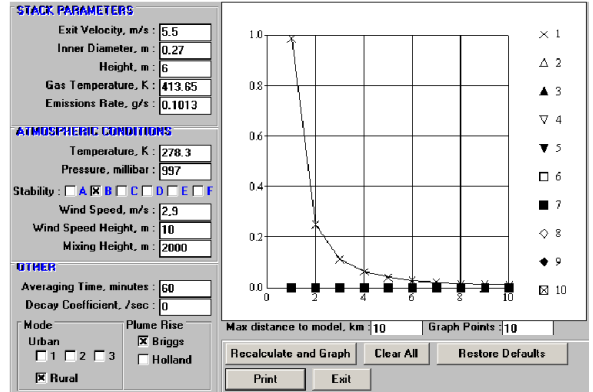 STACK PARAMETERS
Exit Velocity, m/s : 5.5
Inner Diameter, m : 0.27
Height, m : 6
Gas Temperature, K : 413.65
Emissions Rate, g/s : 0.1013
ATMOSPHERIC CONDITIONS
Temperature, K : 278.3
Pressure, millibar : 997
Stability : A B C D E F
Wind Speed, m/s : 2,9
Wind Speed Height, m : 10
Mixing Height, m : 2000
OTHER
Averaging Time, minutes : 60
Decay Coefficient, /sec : 0
Mode
Urban
1 2 3
Rural
Plume Rise
Briggs
Holland
1.0
0.8
0.6
0.4
0.2
0.0
0 2 4 6 8 10
1
2
3
4
5
6
7
8
9
10
Max distance to model, km : 10 Graph Points : 10
Recalculate and Graph Clear All Restore Defaults
Print Exit